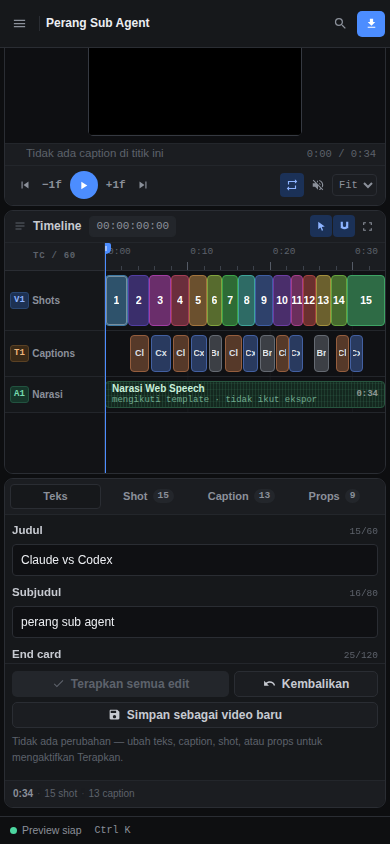 Perang Sub Agent
Tidak ada caption di titik ini 0:00 / 0:34
−1f +1f Fit
Timeline 00:00:00:00
TC / 60 0:00 0:10 0:20 0:30
V1 Shots 1 2 3 4 5 6 7 8 9 10 11 12 13 14 15
T1 Captions Cl Cx Cl Cx Br Cl Cx Br Cl Cx Br Cl Cx
A1 Narasi Narasi Web Speech 0:34
mengikuti template · tidak ikut ekspor
Teks Shot 15 Caption 13 Props 9
Judul 15/60
Claude vs Codex
Subjudul 16/80
perang sub agent
End card 25/120
Terapkan semua edit Kembalikan
Simpan sebagai video baru
Tidak ada perubahan — ubah teks, caption, shot, atau props untuk
mengaktifkan Terapkan.
0:34 · 15 shot · 13 caption
Preview siap Ctrl K